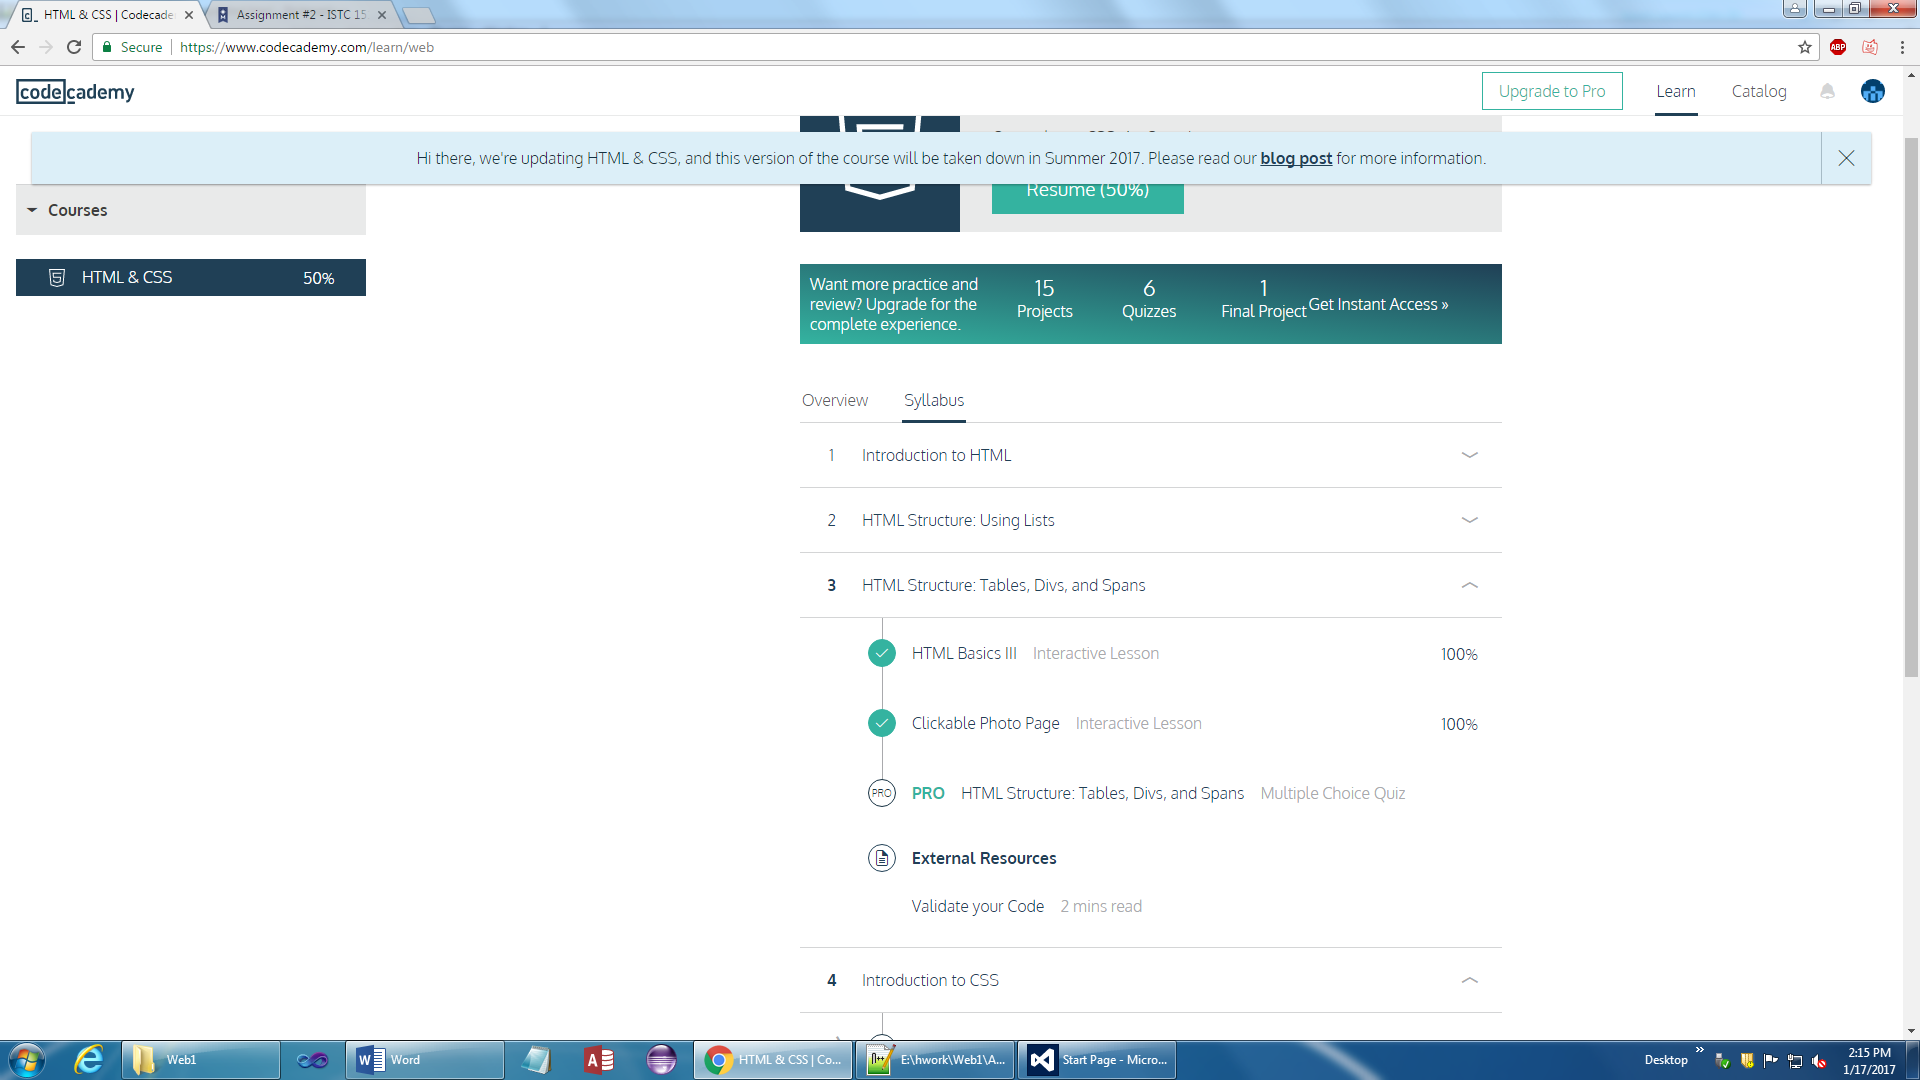 HTML & CSS | Codecade
Assignment #2 - ISTC 15
Secure
https://www.codecademy.com/learn/web
ABP
codecademy
Upgrade to Pro
Learn
Catalog
Hi there, we're updating HTML & CSS, and this version of the course will be taken down in Summer 2017. Please read our blog post for more information.
Resume (50%)
Courses
HTML & CSS
50%
Want more practice and
review? Upgrade for the
complete experience.
15
Projects
6
Quizzes
1
Final Project
Get Instant Access »
Overview
Syllabus
1
Introduction to HTML
2
HTML Structure: Using Lists
3
HTML Structure: Tables, Divs, and Spans
HTML Basics III
Interactive Lesson
100%
Clickable Photo Page
Interactive Lesson
100%
PRO
PRO
HTML Structure: Tables, Divs, and Spans
Multiple Choice Quiz
External Resources
Validate your Code
2 mins read
4
Introduction to CSS
Web1
Word
HTML & CSS | Co...
E:\hwork\Web1\A...
Start Page - Micro...
Desktop
2:15 PM
1/17/2017